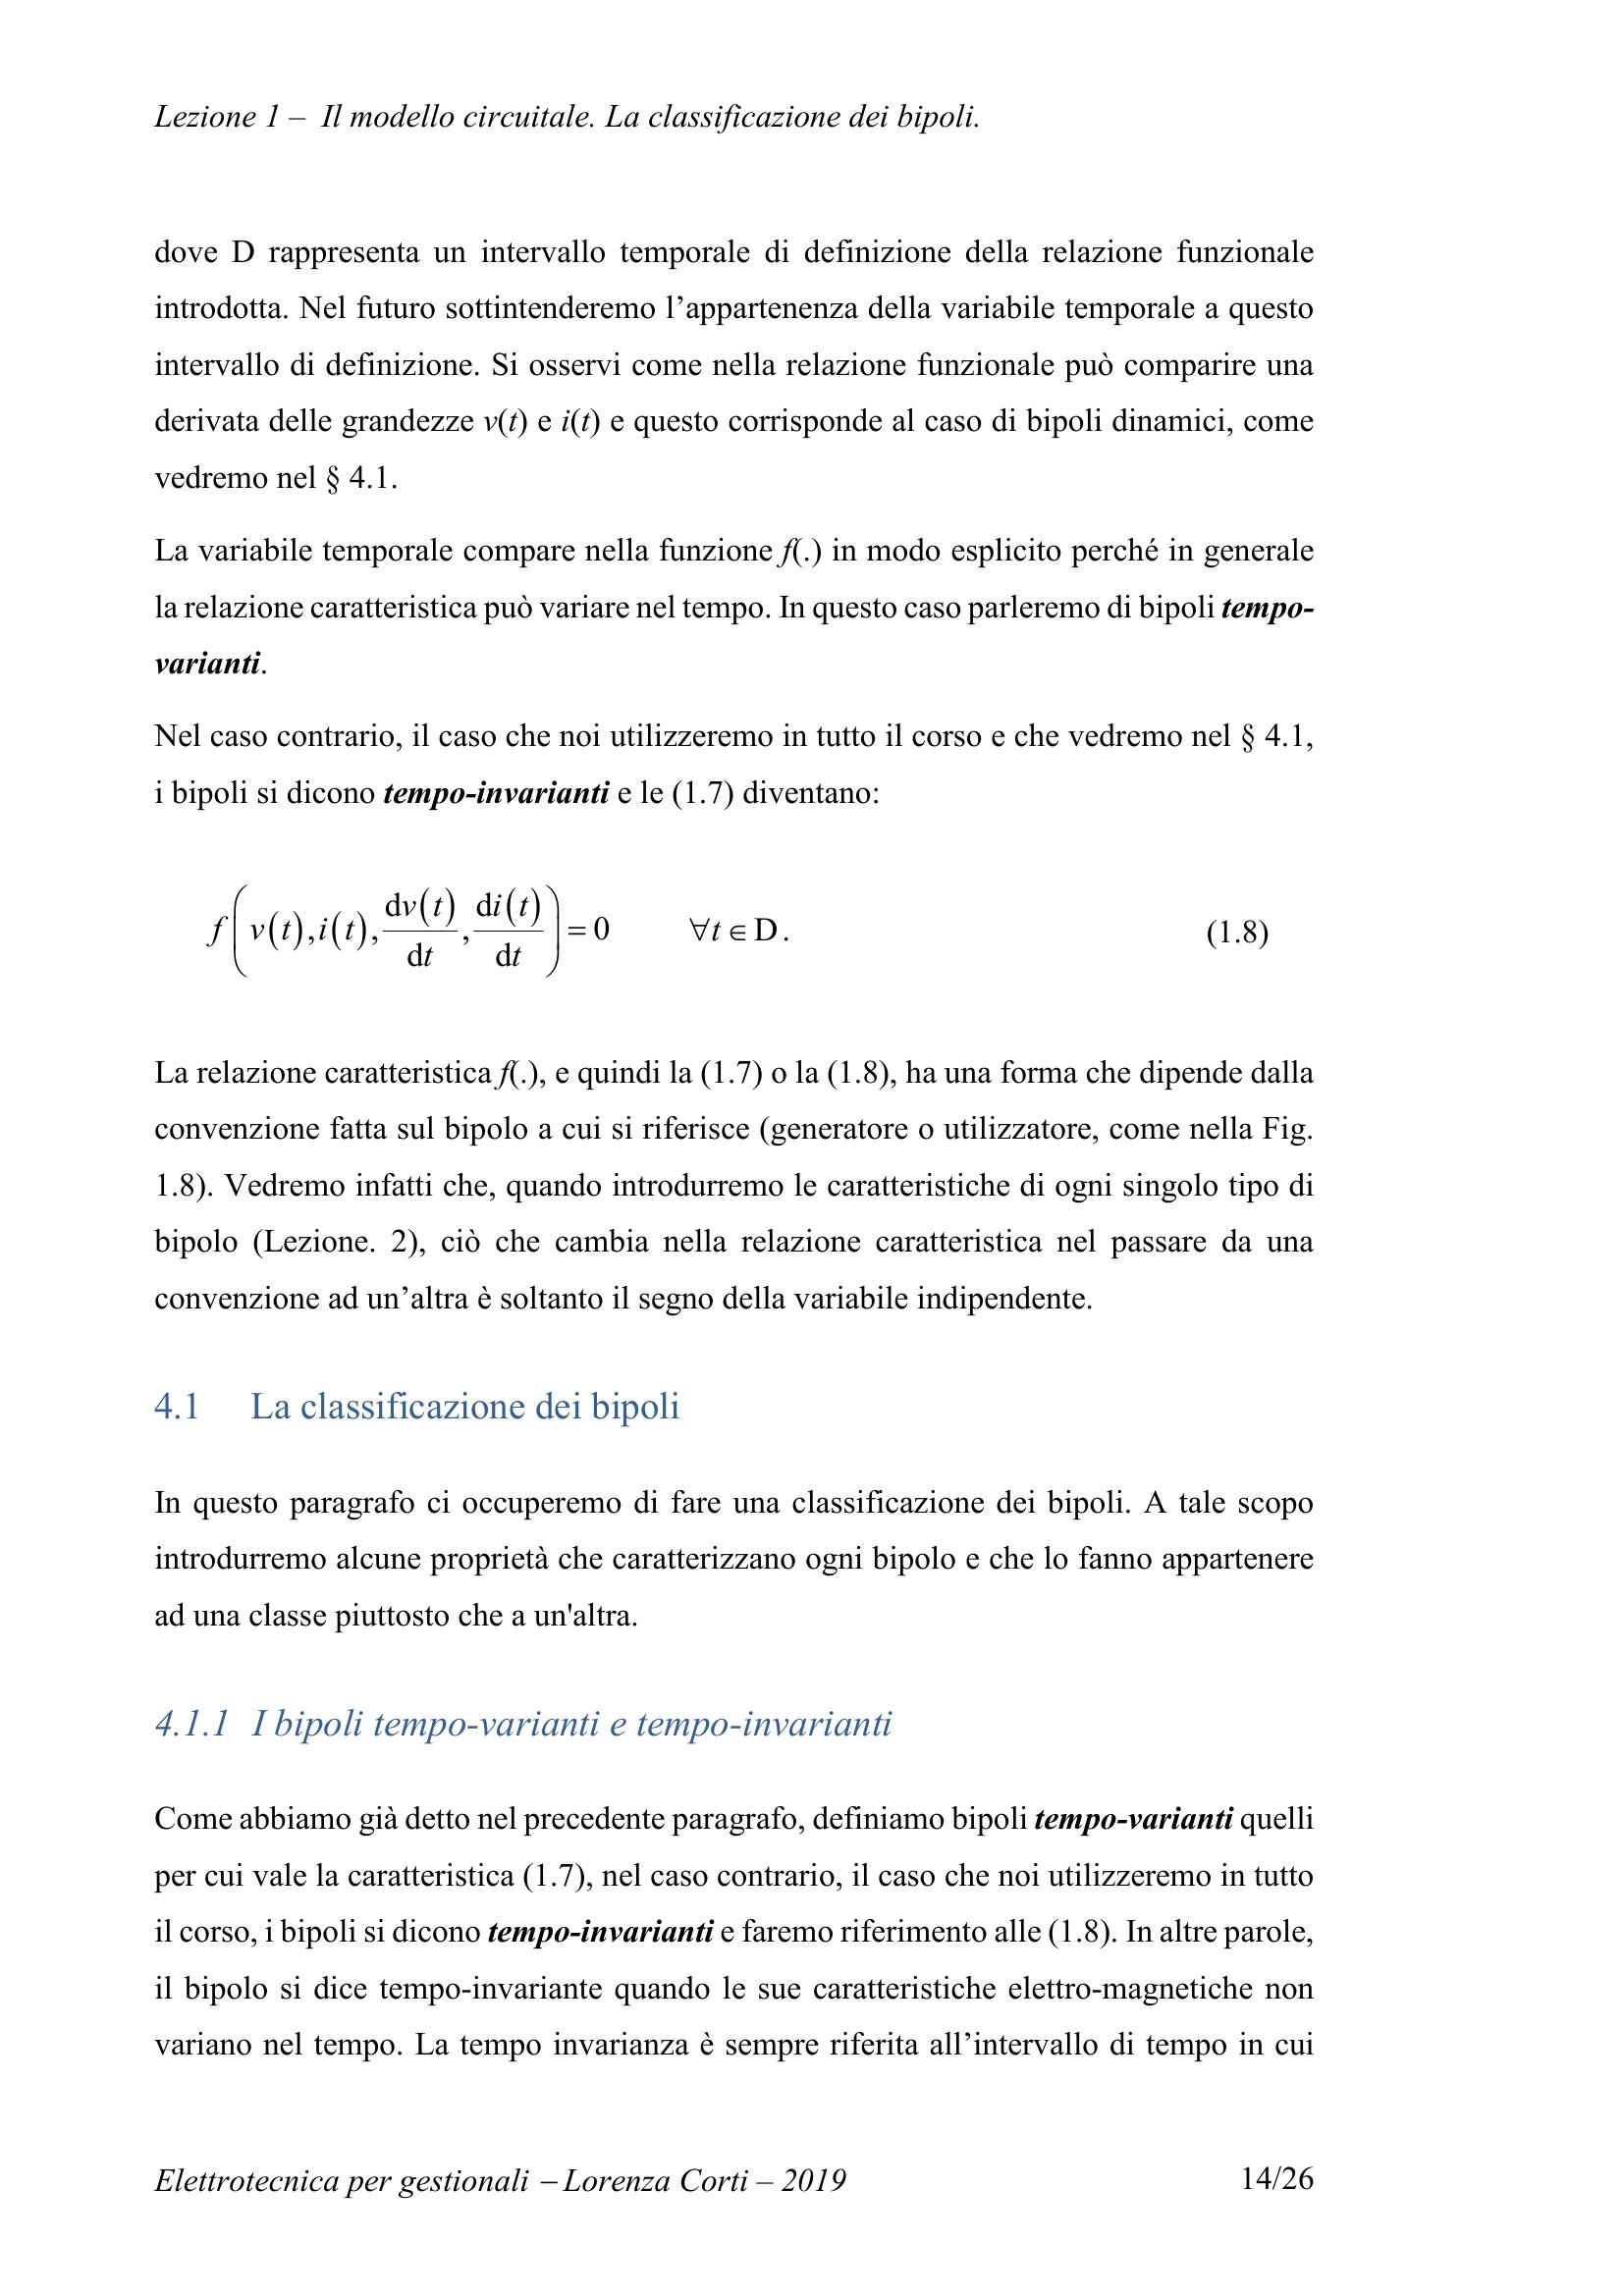 Lezione 1 – Il modello circuitale. La classificazione dei bipoli.
dove D rappresenta un intervallo temporale di definizione della relazione funzionale
introdotta. Nel futuro sottintenderemo l’appartenenza della variabile temporale a questo
intervallo di definizione. Si osservi come nella relazione funzionale può comparire una
derivata delle grandezze v(t) e i(t) e questo corrisponde al caso di bipoli dinamici, come
vedremo nel § 4.1.
La variabile temporale compare nella funzione f(.) in modo esplicito perché in generale
la relazione caratteristica può variare nel tempo. In questo caso parleremo di bipoli tempo-
varianti.
Nel caso contrario, il caso che noi utilizzeremo in tutto il corso e che vedremo nel § 4.1,
i bipoli si dicono tempo-invarianti e le (1.7) diventano:
f(v(t),i(t),dv(t)/dt,di(t)/dt)=0 ∀t∈D. (1.8)
La relazione caratteristica f(.), e quindi la (1.7) o la (1.8), ha una forma che dipende dalla
convenzione fatta sul bipolo a cui si riferisce (generatore o utilizzatore, come nella Fig.
1.8). Vedremo infatti che, quando introdurremo le caratteristiche di ogni singolo tipo di
bipolo (Lezione. 2), ciò che cambia nella relazione caratteristica nel passare da una
convenzione ad un’altra è soltanto il segno della variabile indipendente.
4.1 La classificazione dei bipoli
In questo paragrafo ci occuperemo di fare una classificazione dei bipoli. A tale scopo
introdurremo alcune proprietà che caratterizzano ogni bipolo e che lo fanno appartenere
ad una classe piuttosto che a un'altra.
4.1.1 I bipoli tempo-varianti e tempo-invarianti
Come abbiamo già detto nel precedente paragrafo, definiamo bipoli tempo-varianti quelli
per cui vale la caratteristica (1.7), nel caso contrario, il caso che noi utilizzeremo in tutto
il corso, i bipoli si dicono tempo-invarianti e faremo riferimento alle (1.8). In altre parole,
il bipolo si dice tempo-invariante quando le sue caratteristiche elettro-magnetiche non
variano nel tempo. La tempo invarianza è sempre riferita all’intervallo di tempo in cui
Elettrotecnica per gestionali – Lorenza Corti – 2019 14/26